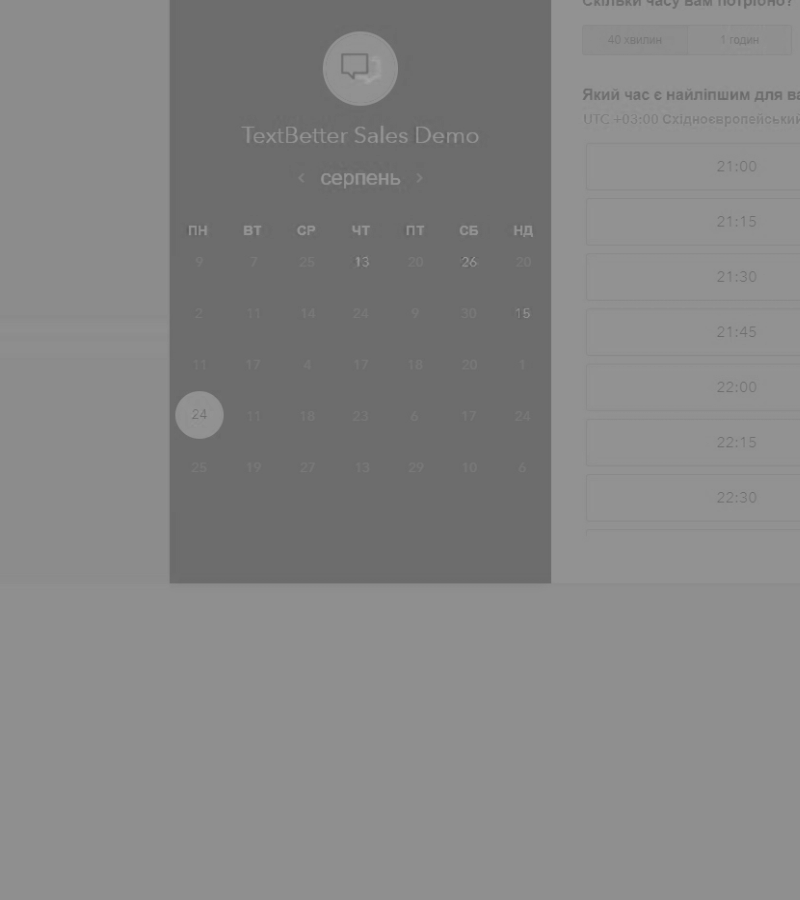 TextBetter Sales Demo
‹ серпень ›
ПН ВТ СР ЧТ ПТ СБ НД
9 7 25 13 20 26 20
2 11 14 24 9 30 15
11 17 4 17 18 20 1
24 11 18 23 6 17 24
25 19 27 13 29 10 6
Скільки часу вам потрібно?
40 хвилин 1 годин
Який час є найліпшим для ва
UTC +03:00 Східноєвропейський
21:00
21:15
21:30
21:45
22:00
22:15
22:30